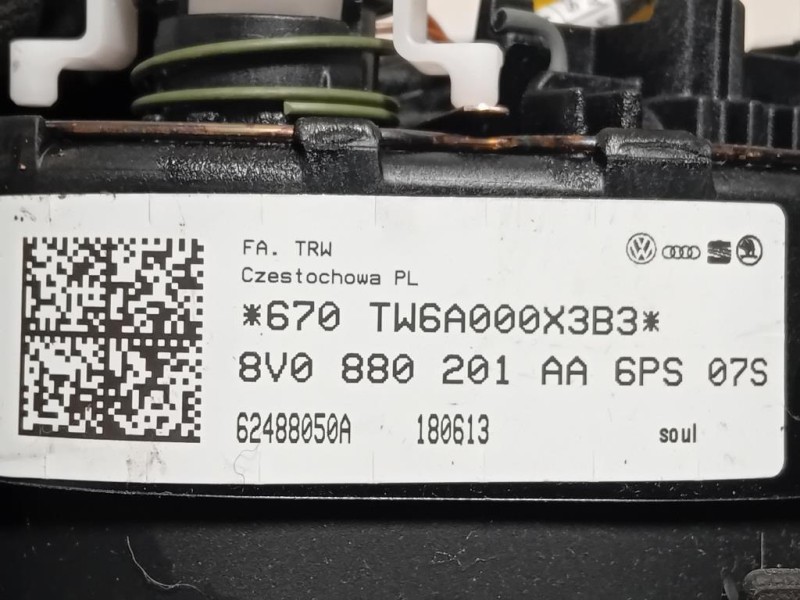 FA. TRW
Czestochowa PL
*670 TW6A000X3B3*
8V0 880 201 AA 6PS 07S
62488050A 180613 soul